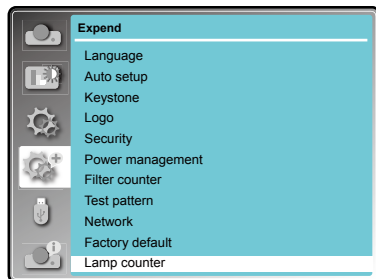 Expend
Language
Auto setup
Keystone
Logo
Security
Power management
Filter counter
Test pattern
Network
Factory default
Lamp counter